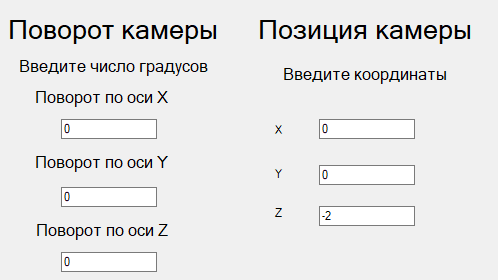 Поворот камеры
Введите число градусов
Поворот по оси X
0
Поворот по оси Y
0
Поворот по оси Z
0
Позиция камеры
Введите координаты
X 0
Y 0
Z -2